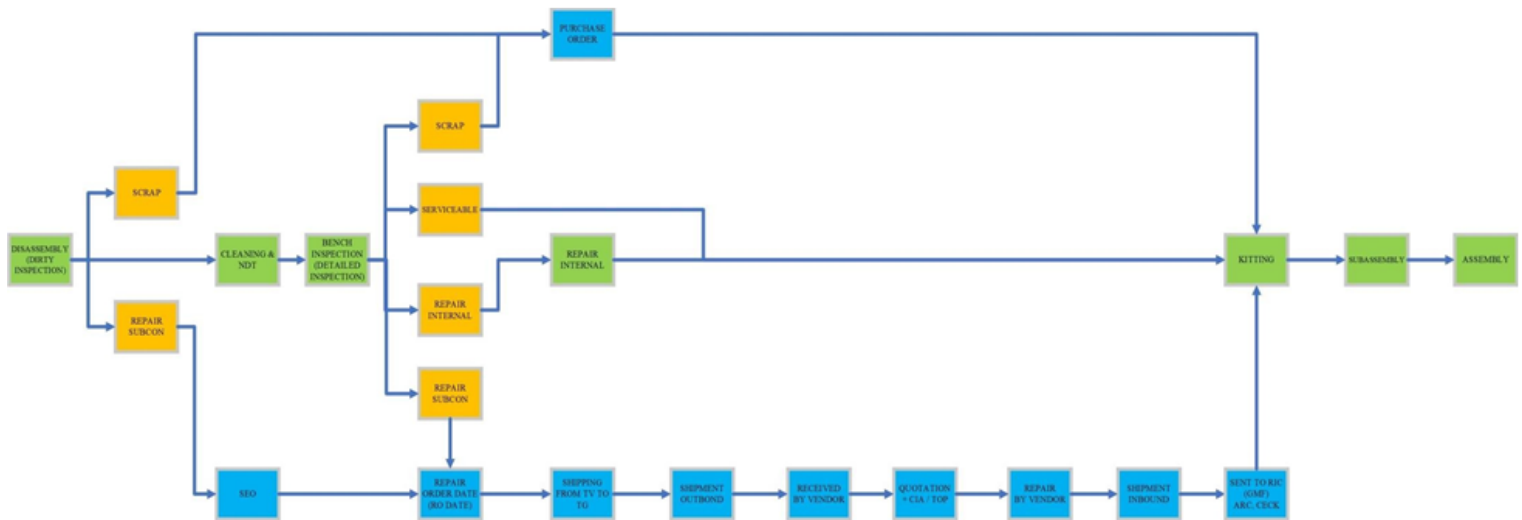 PURCHASE
ORDER
SCRAP
SCRAP
SERVICEABLE
DISASSEMBLY
(DIRTY
INSPECTION)
CLEANING &
NDT
BENCH
INSPECTION
(DETAILED
INSPECTION)
REPAIR
INTERNAL
KITTING
SUBASSEMBLY
ASSEMBLY
REPAIR
INTERNAL
REPAIR
SUBCON
REPAIR
SUBCON
SEO
REPAIR
ORDER DATE
(RO DATE)
SHIPPING
FROM TV TO
TG
SHIPMENT
OUTBOND
RECEIVED
BY VENDOR
QUOTATION
+ CIA / TOP
REPAIR
BY VENDOR
SHIPMENT
INBOUND
SENT TO RIC
(GMF)
ARC. CECK